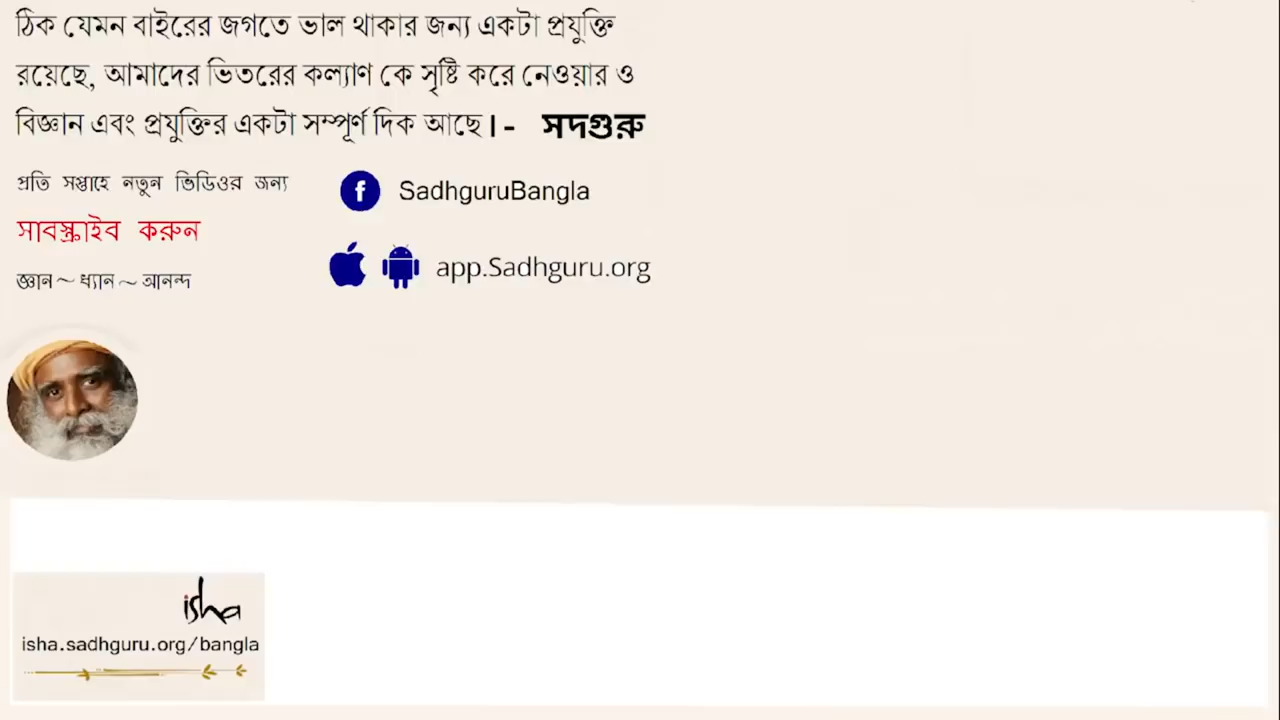 ঠিক যেমন বাইরের জগতে ভাল থাকার জন্য একটা প্রযুক্তি
রয়েছে, আমাদের ভিতরের কল্যাণ কে সৃষ্টি করে নেওয়ার ও
বিজ্ঞান এবং প্রযুক্তির একটা সম্পূর্ণ দিক আছে।- সদগুরু
প্রতি সপ্তাহে নতুন ভিডিওর জন্য
সাবস্ক্রাইব করুন
জ্ঞান ~ ধ্যান ~ আনন্দ
SadhguruBangla
app.Sadhguru.org
isha
isha.sadhguru.org/bangla